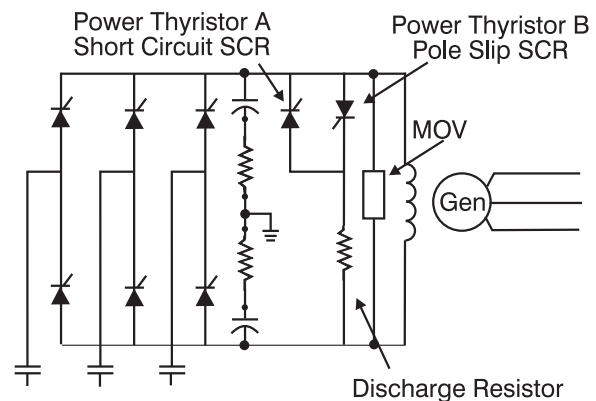 Power Thyristor A
Short Circuit SCR
Power Thyristor B
Pole Slip SCR
MOV
Gen
Discharge Resistor